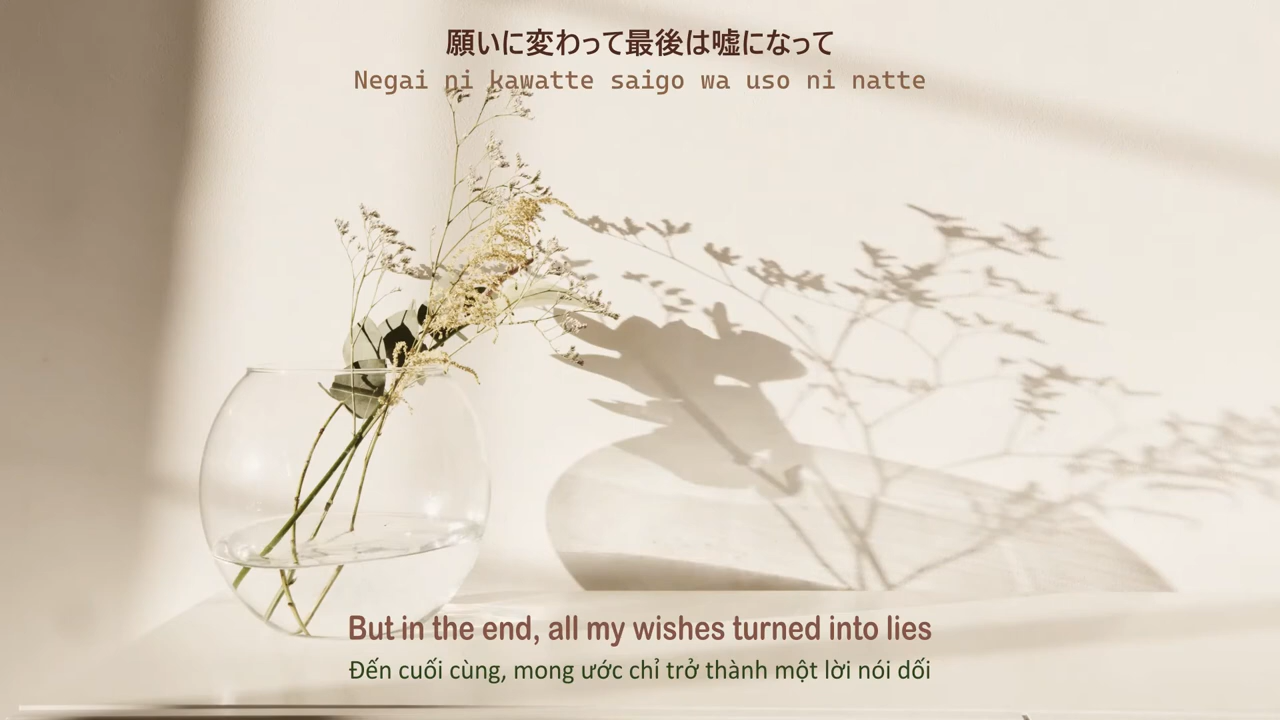 願いに変わって最後は嘘になって
Negai ni kawatte saigo wa uso ni natte
But in the end, all my wishes turned into lies
Đến cuối cùng, mong ước chỉ trở thành một lời nói dối